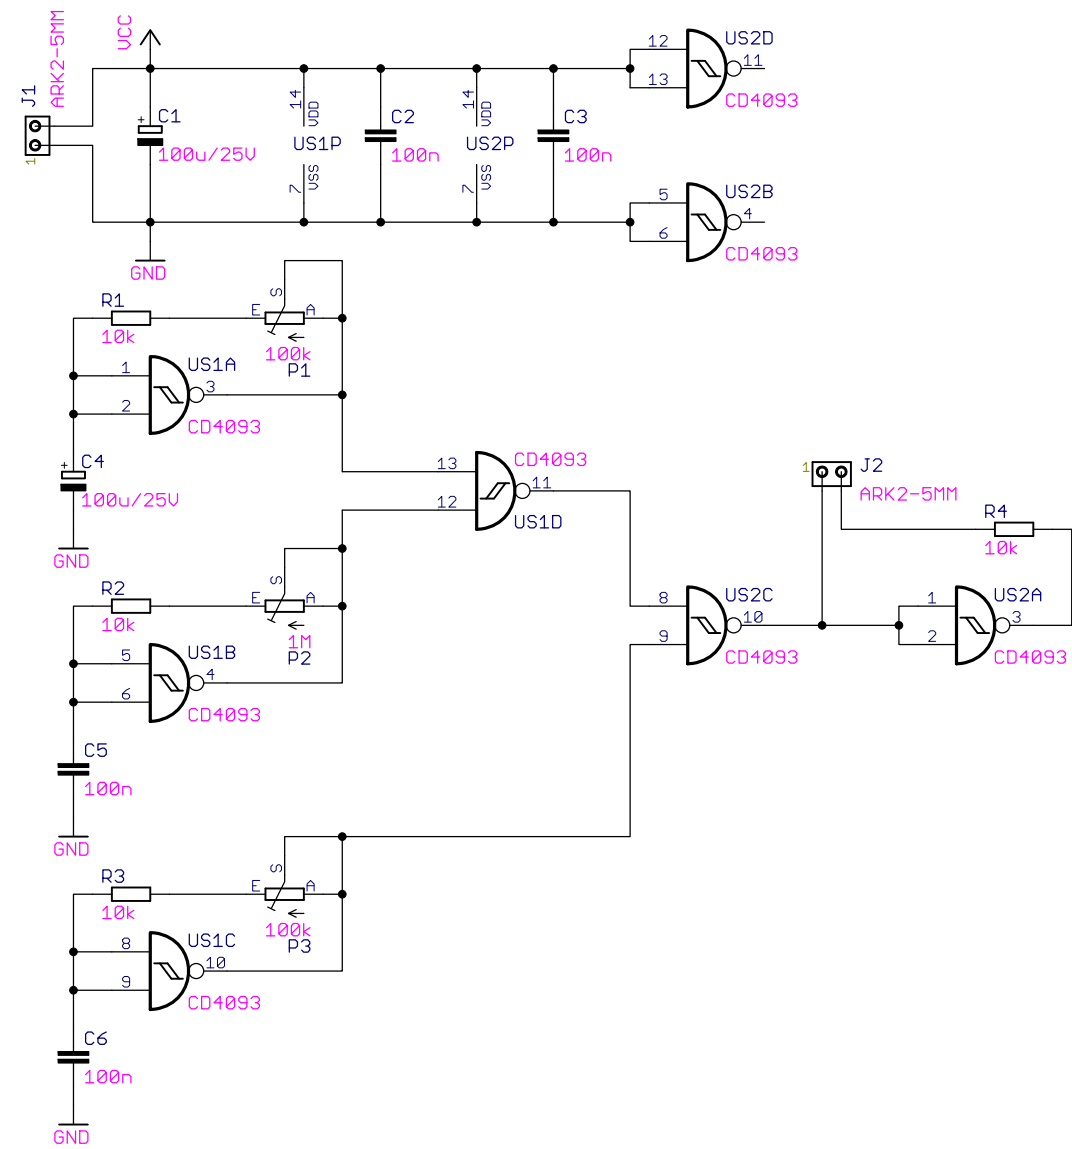 J1
ARK2-5MM
1
VCC
+
C1
100u/25V
GND
14
VDD
US1P
7
VSS
C2
100n
14
VDD
US2P
7
VSS
C3
100n
12
13
US2D
11
CD4093
5
6
US2B
4
CD4093
R1
10k
E
S
A
100k
P1
1
2
US1A
3
CD4093
+
C4
100u/25V
GND
13
12
CD4093
11
US1D
R2
10k
E
S
A
1M
P2
5
6
US1B
4
CD4093
C5
100n
GND
8
9
US2C
10
CD4093
1
J2
ARK2-5MM
R4
10k
1
2
US2A
3
CD4093
R3
10k
E
S
A
100k
P3
8
9
US1C
10
CD4093
C6
100n
GND